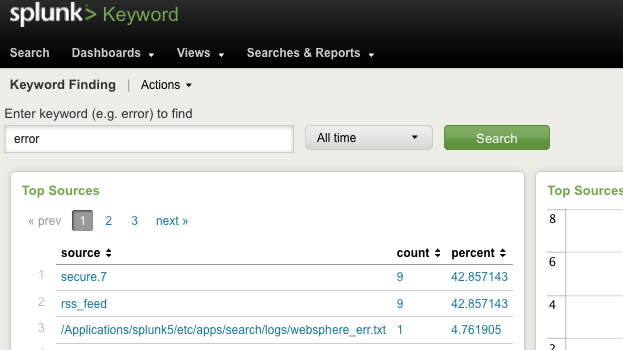 splunk> Keyword
Search Dashboards Views Searches & Reports
Keyword Finding | Actions
Enter keyword (e.g. error) to find
error All time Search
Top Sources
« prev 1 2 3 next »
source count percent
1 secure.7 9 42.857143
2 rss_feed 9 42.857143
3 /Applications/splunk5/etc/apps/search/logs/websphere_err.txt 1 4.761905
Top Sources
8
6
4
2